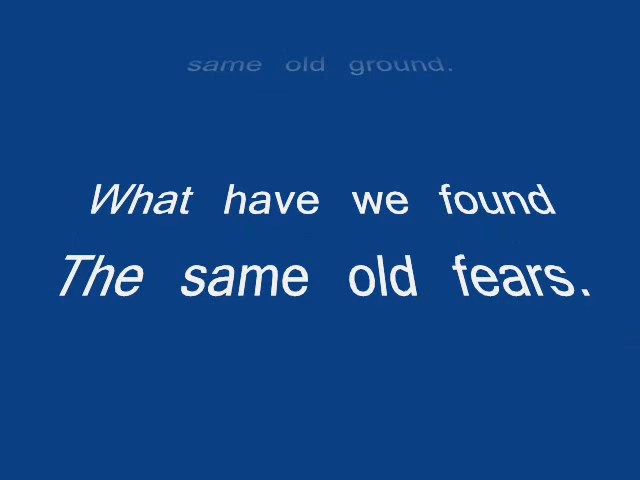 same old ground.
What have we found
The same old fears.